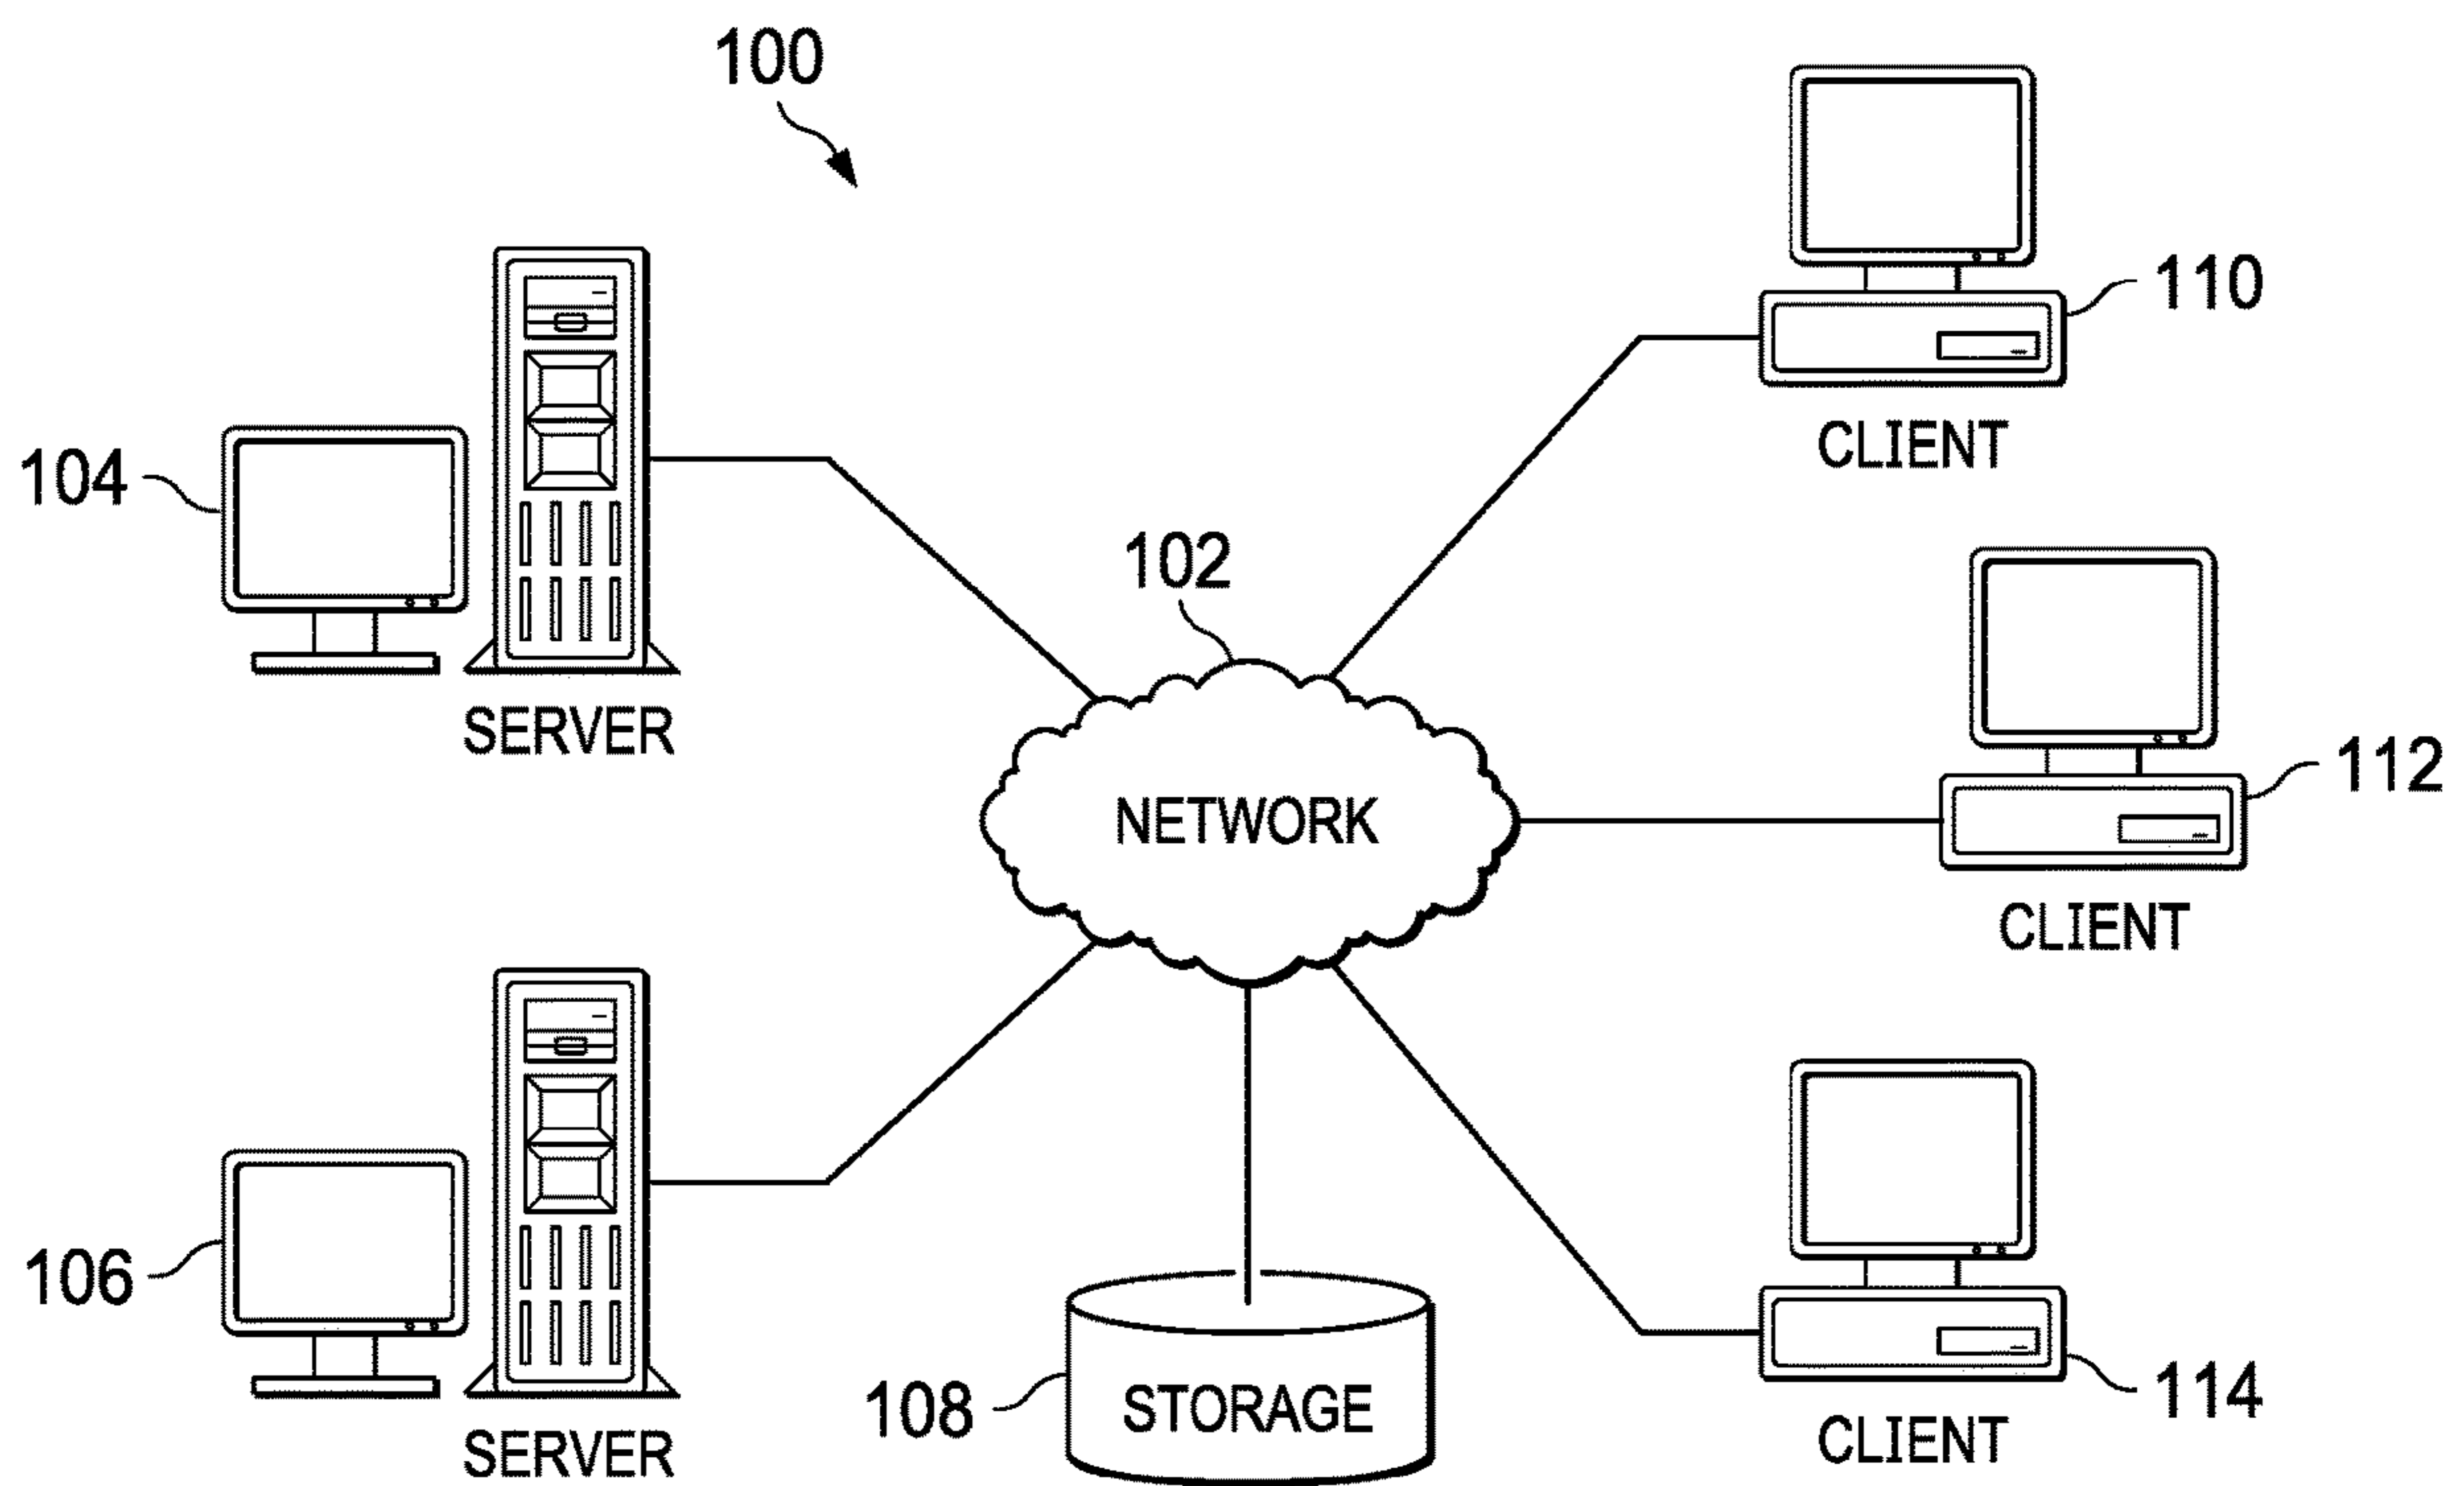 100
110
CLIENT
104
SERVER
102
NETWORK
112
CLIENT
106
SERVER
108
STORAGE
114
CLIENT